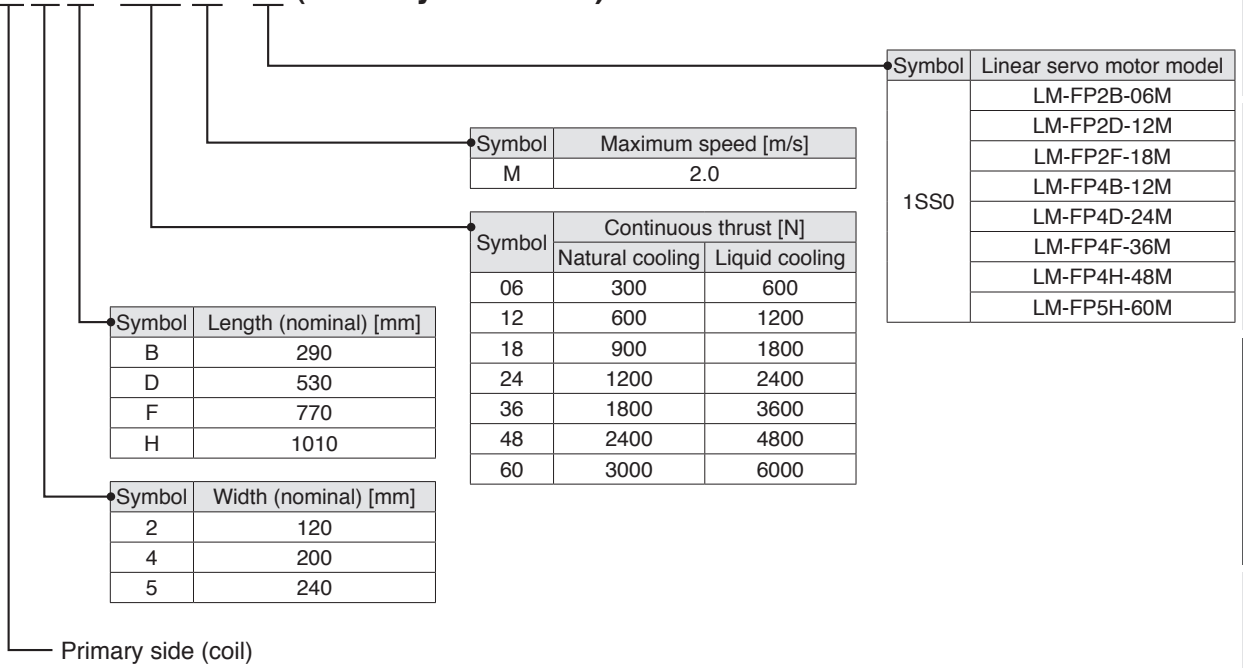 Symbol Linear servo motor model
1SS0
LM-FP2B-06M
LM-FP2D-12M
LM-FP2F-18M
LM-FP4B-12M
LM-FP4D-24M
LM-FP4F-36M
LM-FP4H-48M
LM-FP5H-60M
Symbol Maximum speed [m/s]
M 2.0
Symbol Continuous thrust [N]
Natural cooling Liquid cooling
06 300 600
12 600 1200
18 900 1800
24 1200 2400
36 1800 3600
48 2400 4800
60 3000 6000
Symbol Length (nominal) [mm]
B 290
D 530
F 770
H 1010
Symbol Width (nominal) [mm]
2 120
4 200
5 240
Primary side (coil)